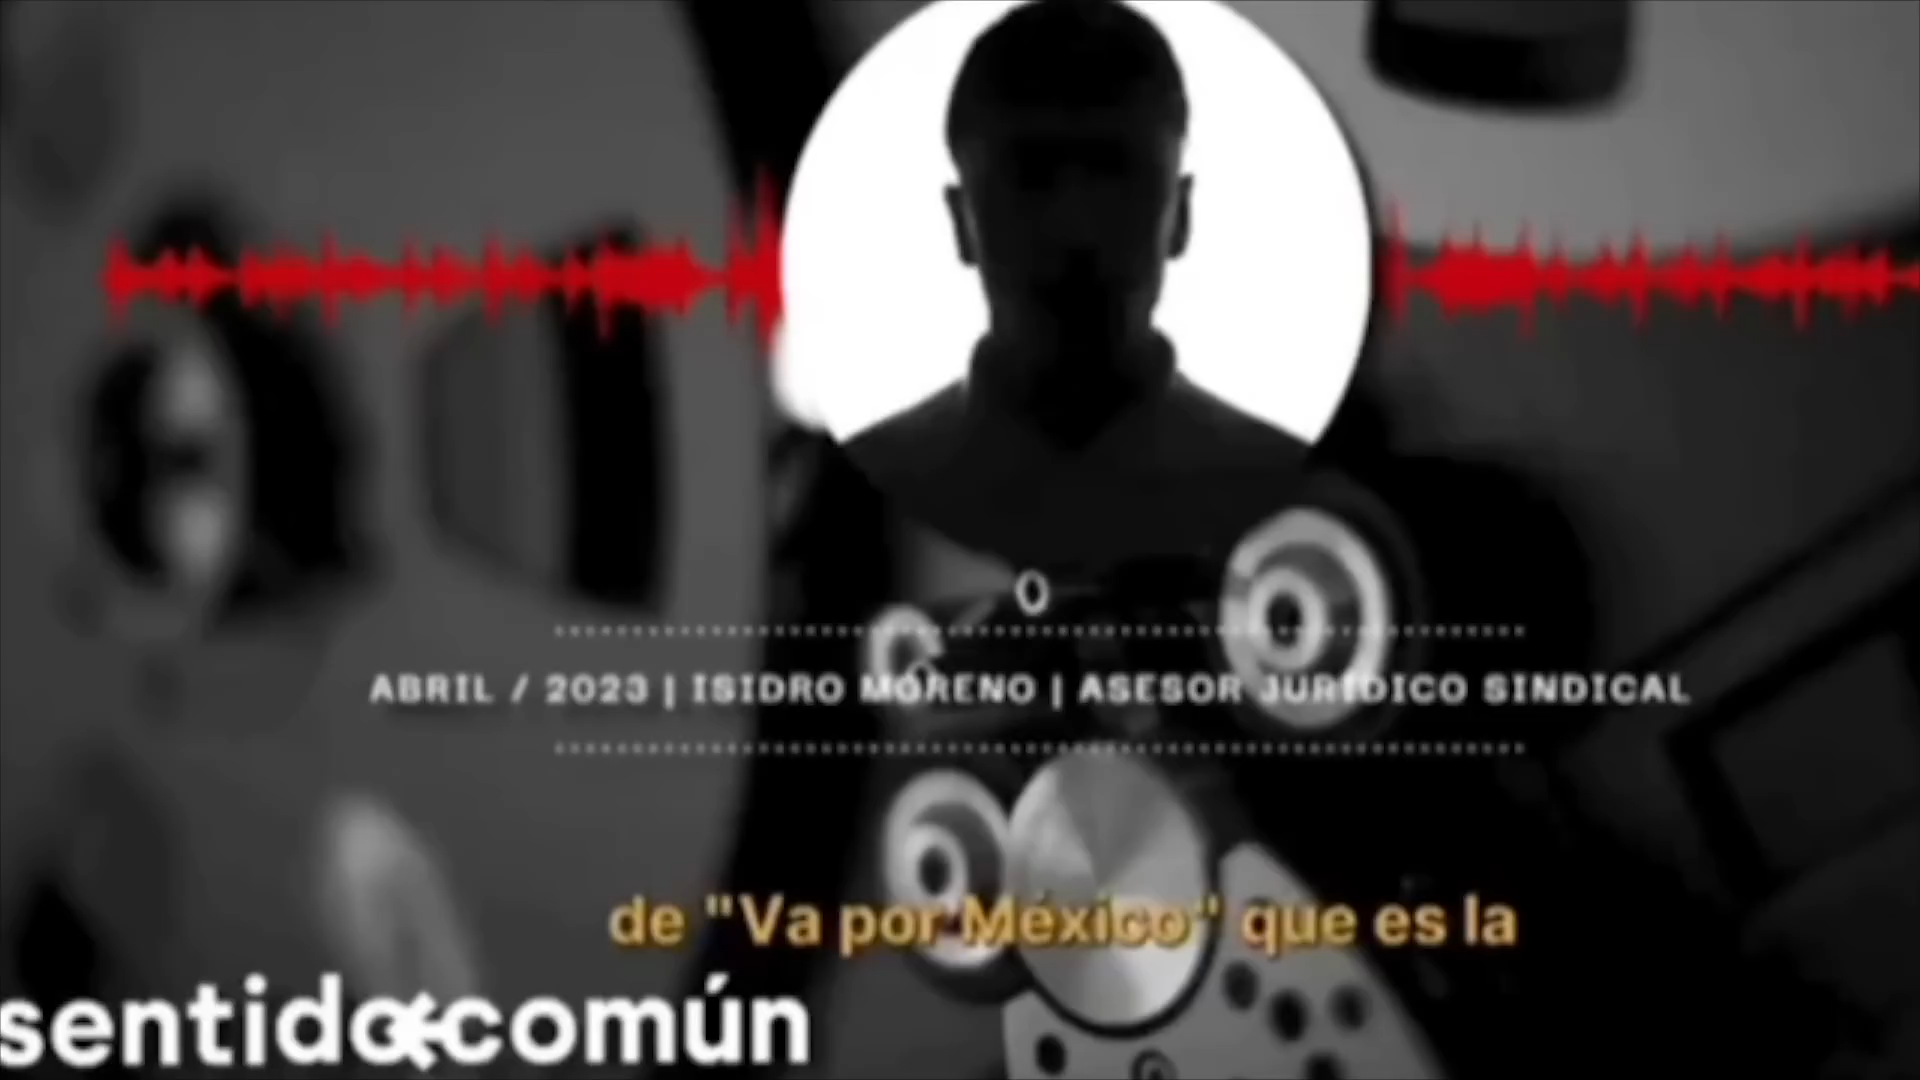 ABRIL / 2023 | ISIDRO MORENO | ASESOR JURÍDICO SINDICAL
de "Va por México" que es la
sentido común